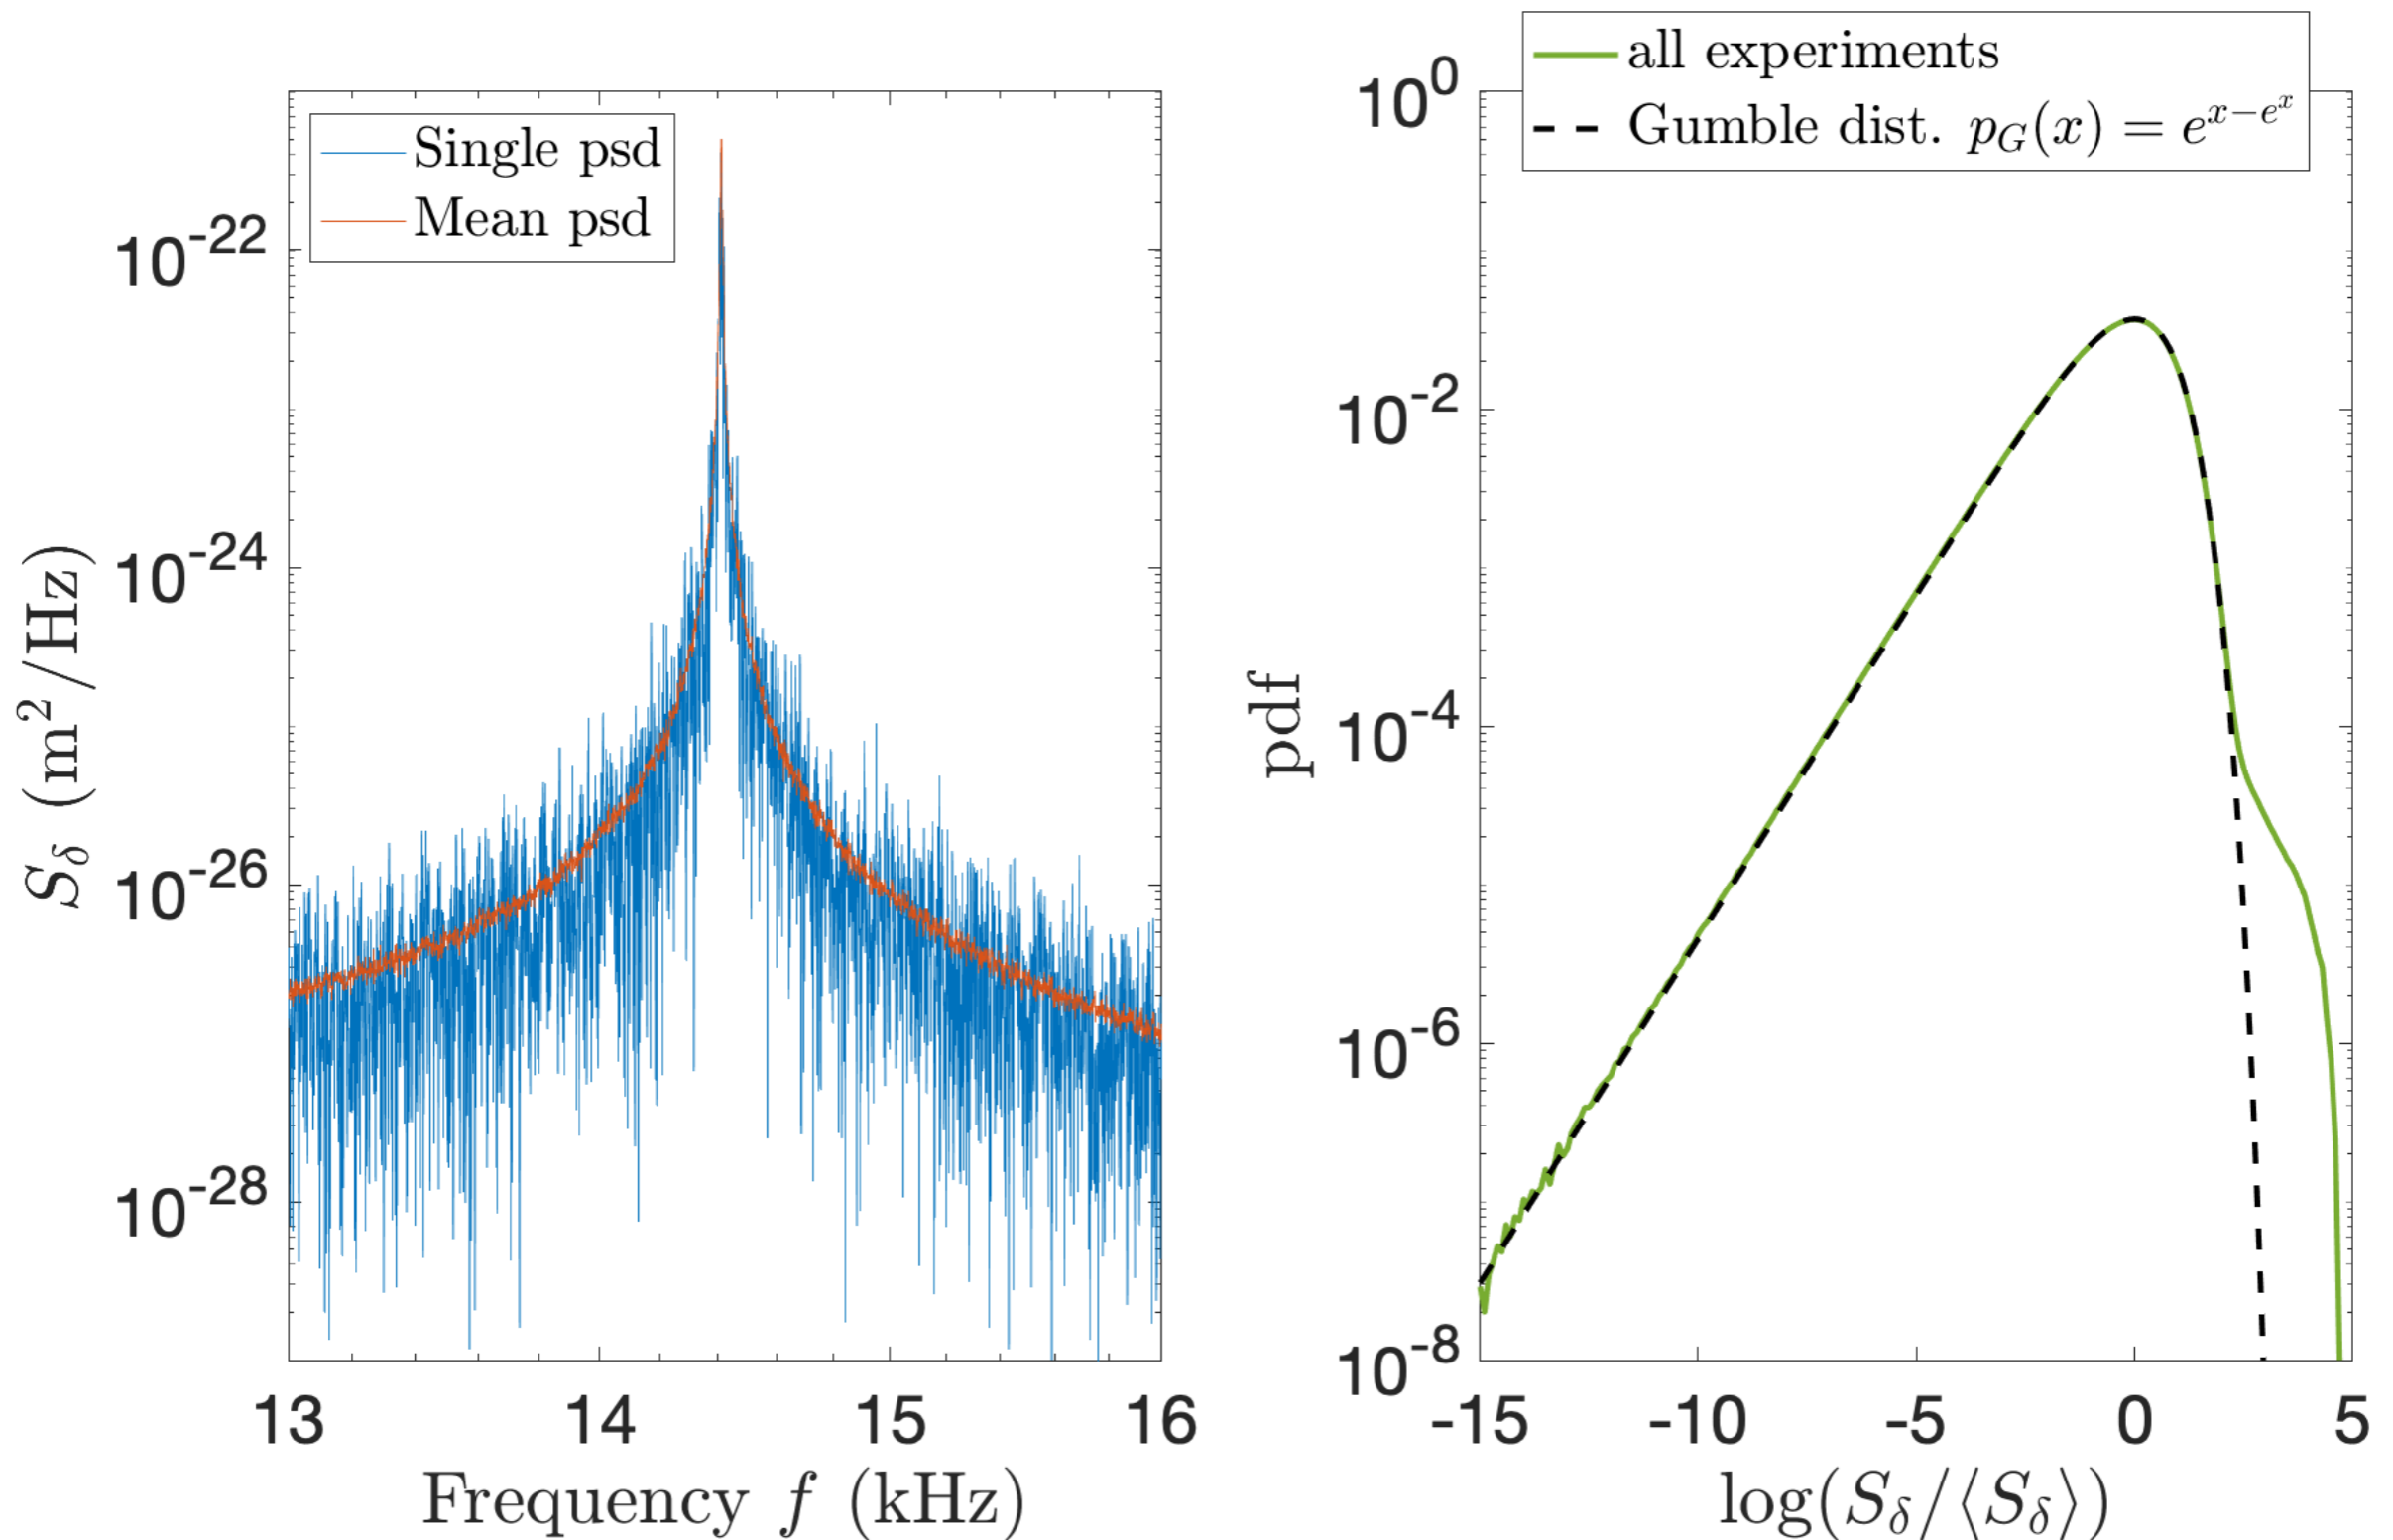 Single psd
Mean psd
10^-22
10^-24
10^-26
10^-28
S_δ (m^2/Hz)
13 14 15 16
Frequency f (kHz)
all experiments
Gumble dist. p_G(x) = e^{x-e^x}
10^0
10^-2
10^-4
10^-6
10^-8
pdf
-15 -10 -5 0 5
log(S_δ/⟨S_δ⟩)